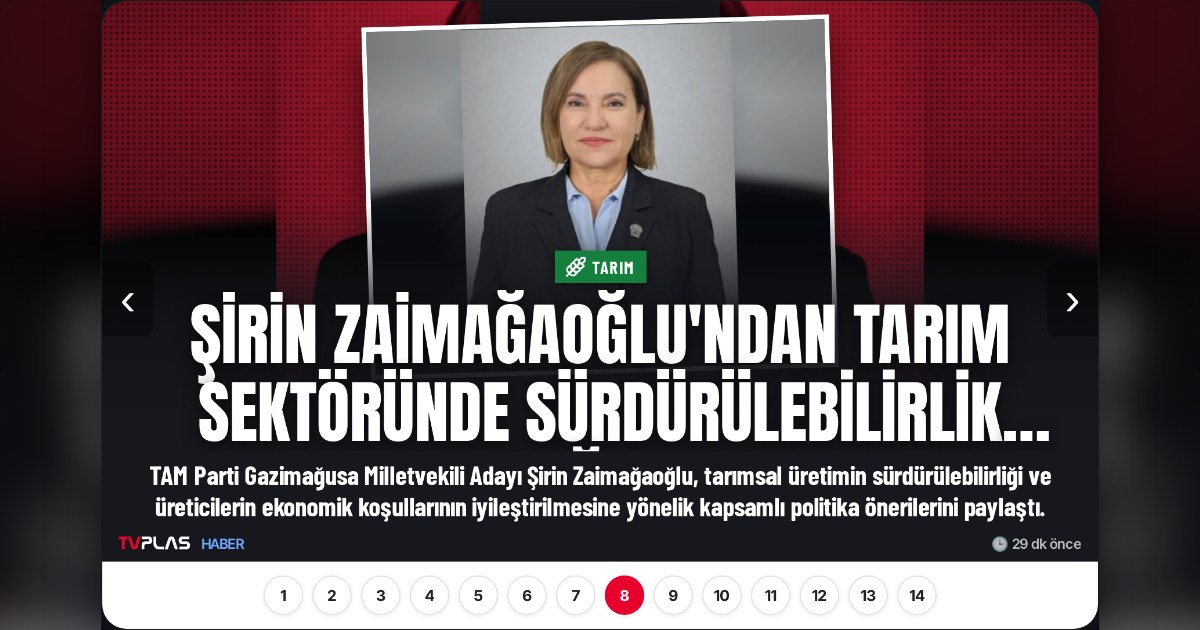 TARIM
ŞİRİN ZAİMAĞAOĞLU'NDAN TARIM
SEKTÖRÜNDE SÜRDÜRÜLEBİLİRLİK...
TAM Parti Gazimağusa Milletvekili Adayı Şirin Zaimağaoğlu, tarımsal üretimin sürdürülebilirliği ve
üreticilerin ekonomik koşullarının iyileştirilmesine yönelik kapsamlı politika önerilerini paylaştı.
TVPLAS HABER
29 dk önce
1 2 3 4 5 6 7 8 9 10 11 12 13 14